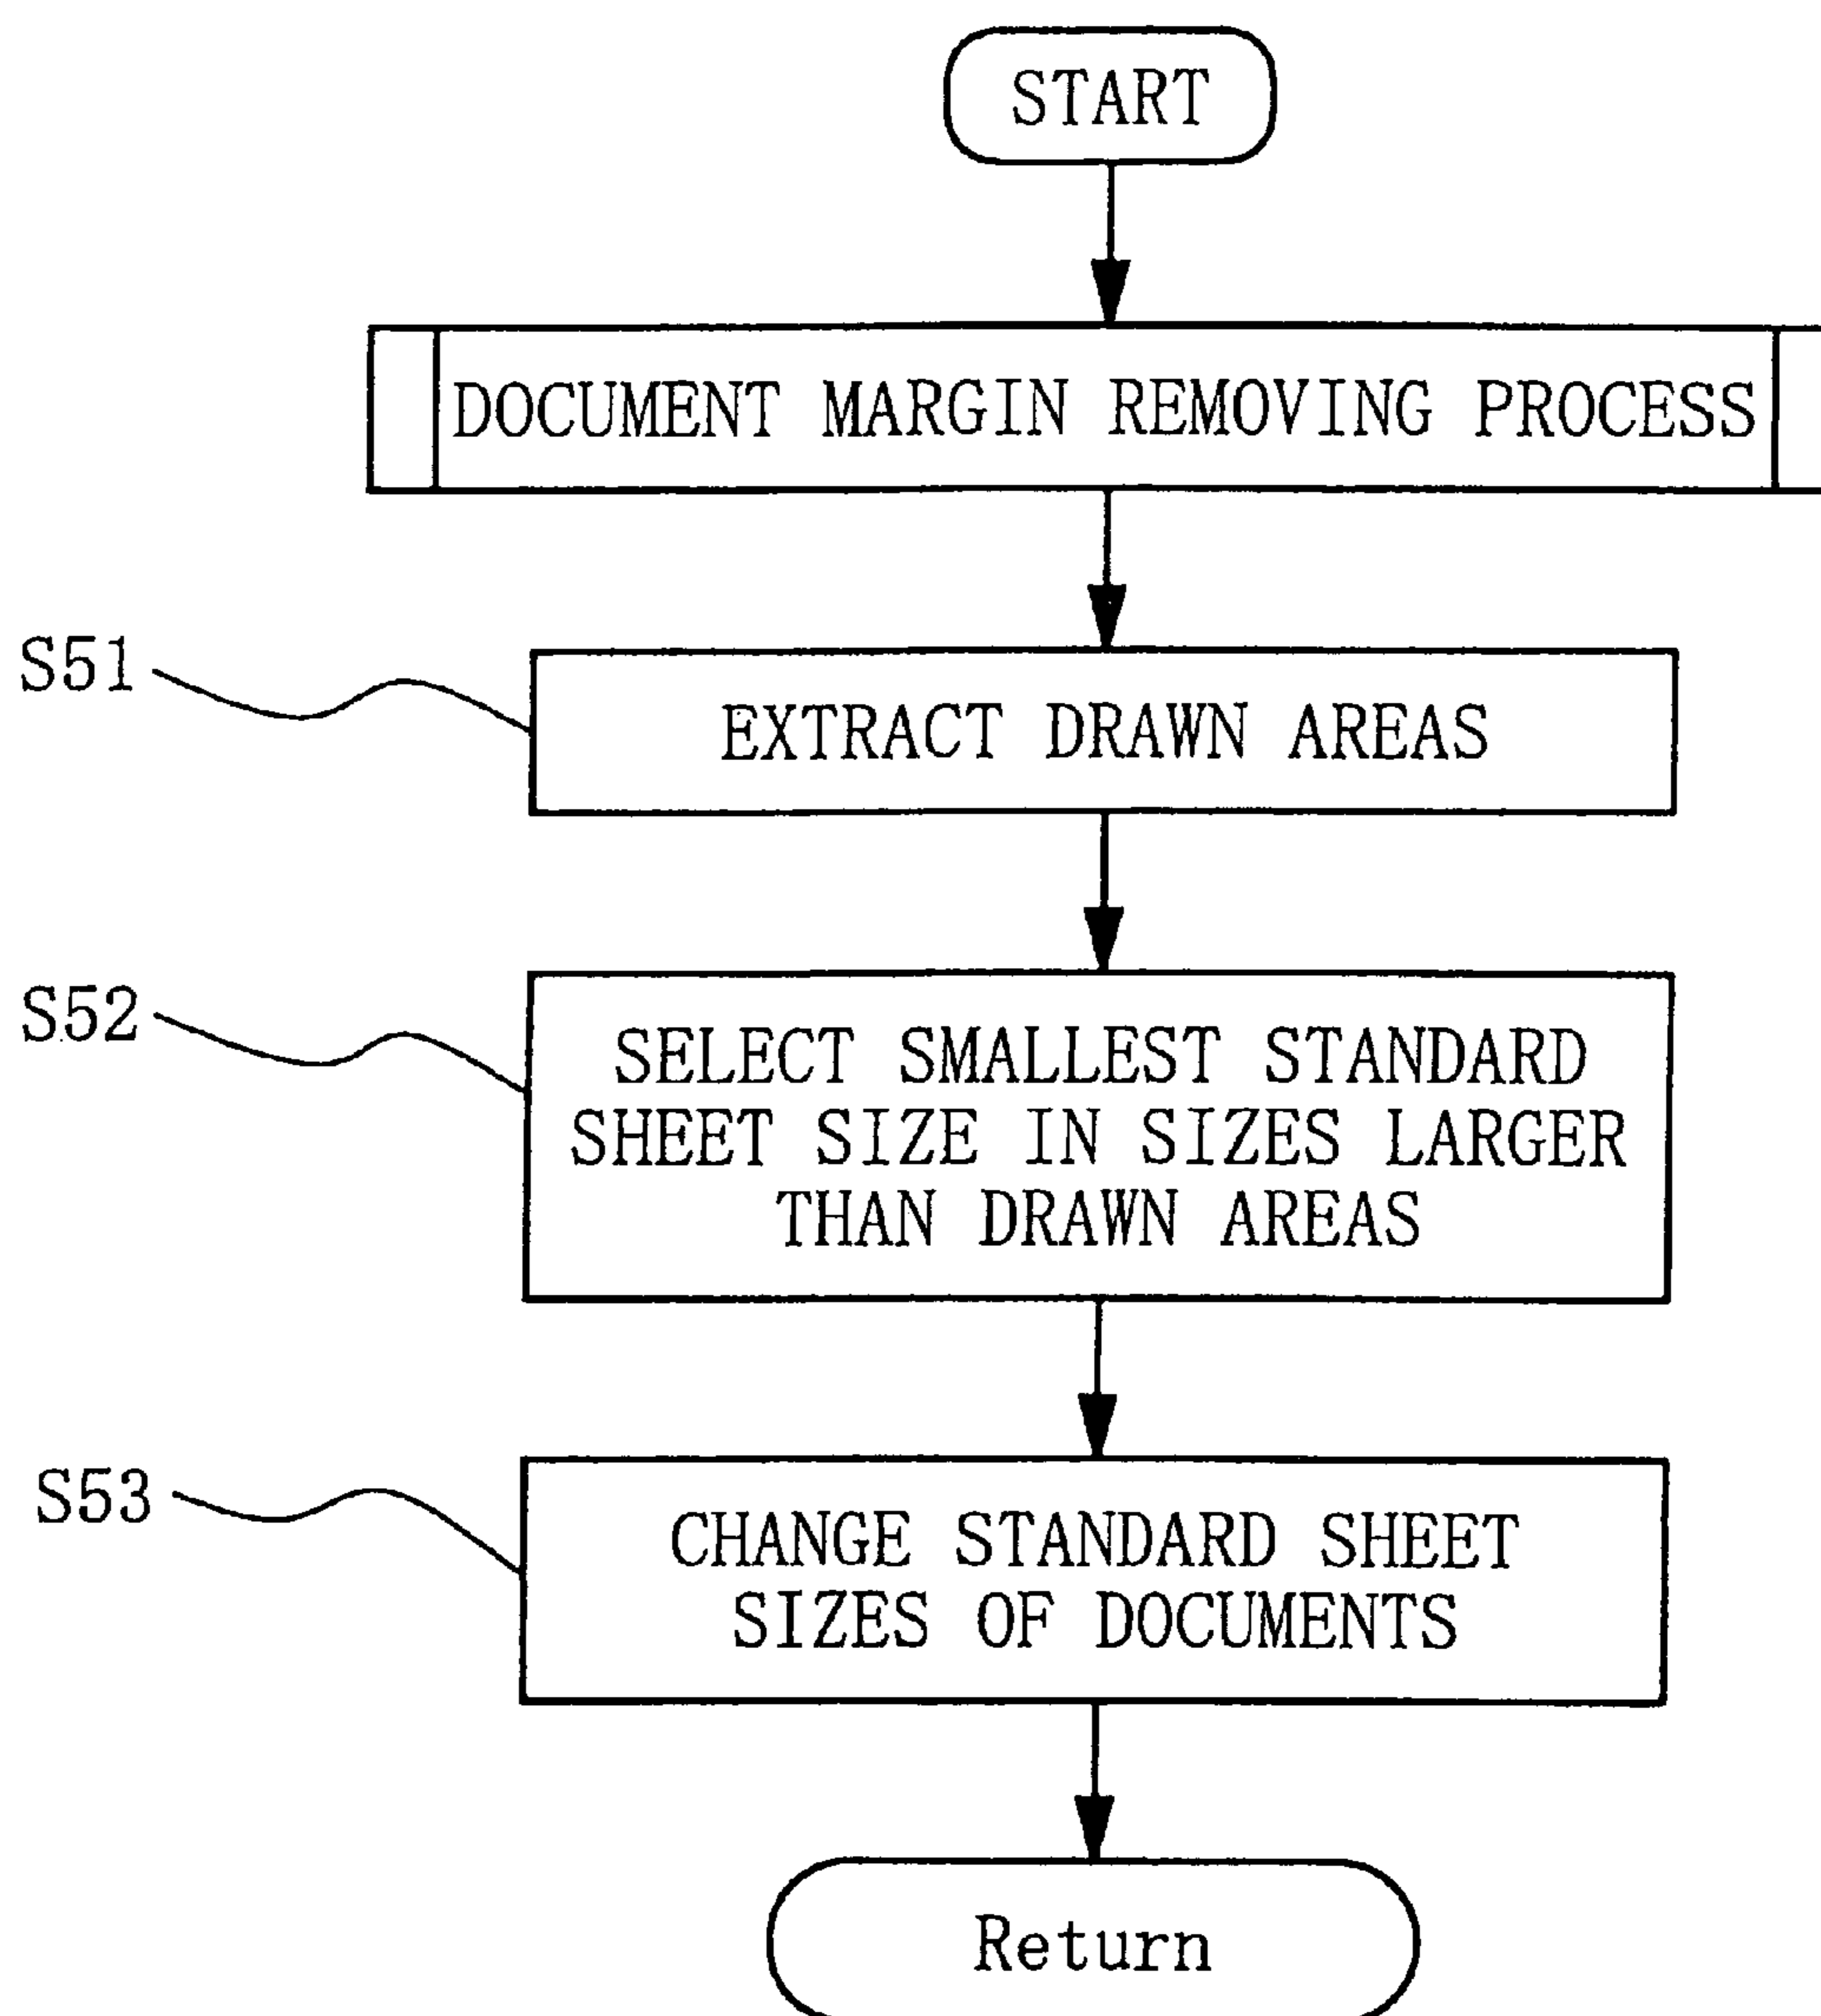 START
DOCUMENT MARGIN REMOVING PROCESS
S51
EXTRACT DRAWN AREAS
S52
SELECT SMALLEST STANDARD
SHEET SIZE IN SIZES LARGER
THAN DRAWN AREAS
S53
CHANGE STANDARD SHEET
SIZES OF DOCUMENTS
Return